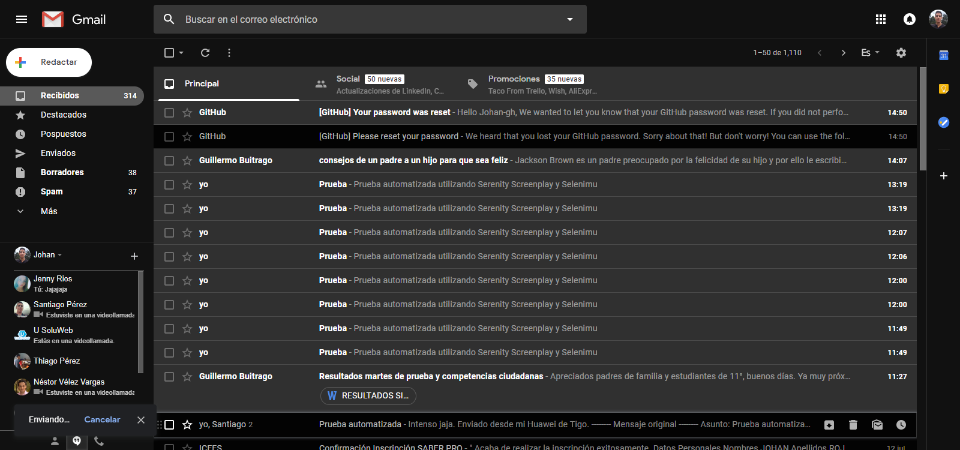 Gmail
Buscar en el correo electrónico
Redactar
1–50 de 1,110
Es
Principal
Social 50 nuevas
Actualizaciones de LinkedIn, C...
Promociones 35 nuevas
Taco From Trello, Wish, AliExpr...
Recibidos 314
Destacados
Pospuestos
Enviados
Borradores 38
Spam 37
Más
Johan
Jenny Ríos
Tú: Jajajaja
Santiago Pérez
Estuviste en una videollamada
U SoluWeb
Estás en una videollamada.
Thiago Pérez
Néstor Vélez Vargas
Estuviste en una videollamada
Enviando... Cancelar
GitHub [GitHub] Your password was reset - Hello Johan-gh, We wanted to let you know that your GitHub password was reset. If you did not perfo... 14:50
GitHub [GitHub] Please reset your password - We heard that you lost your GitHub password. Sorry about that! But don't worry! You can use the fol... 14:50
Guillermo Buitrago consejos de un padre a un hijo para que sea feliz - Jackson Brown es un padre preocupado por la felicidad de su hijo y por ello le escribi... 14:07
yo Prueba - Prueba automatizada utilizando Serenity Screenplay y Selenimu 13:19
yo Prueba - Prueba automatizada utilizando Serenity Screenplay y Selenimu 13:19
yo Prueba - Prueba automatizada utilizando Serenity Screenplay y Selenimu 12:07
yo Prueba - Prueba automatizada utilizando Serenity Screenplay y Selenimu 12:06
yo Prueba - Prueba automatizada utilizando Serenity Screenplay y Selenimu 12:00
yo Prueba - Prueba automatizada utilizando Serenity Screenplay y Selenimu 12:00
yo Prueba - Prueba automatizada utilizando Serenity Screenplay y Selenimu 11:49
yo Prueba - Prueba automatizada utilizando Serenity Screenplay y Selenimu 11:49
Guillermo Buitrago Resultados martes de prueba y competencias ciudadanas - Apreciados padres de familia y estudiantes de 11°, buenos días. Ya muy próx... 11:27
W RESULTADOS SI...
yo, Santiago 2 Prueba automatizada - Intenso jaja. Enviado desde mi Huawei de Tigo. —— Mensaje original —— Asunto: Prueba automatiza...
ICFES Confirmación Inscripción SABER PRO - " Acaba de realizar la inscripción exitosamente. Datos Personales Nombres JOHAN Apellidos 12 jul.